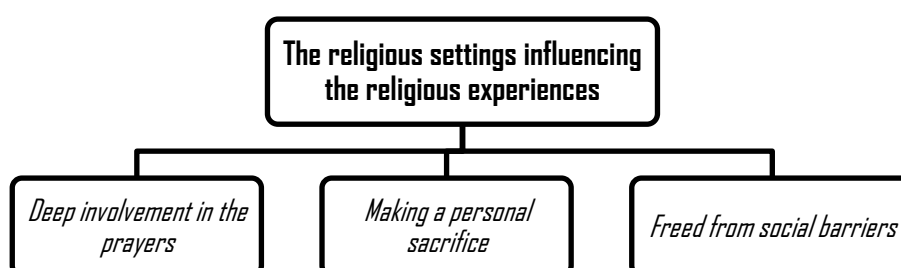 The religious settings influencing
the religious experiences
Deep involvement in the
prayers
Making a personal
sacrifice
Freed from social barriers